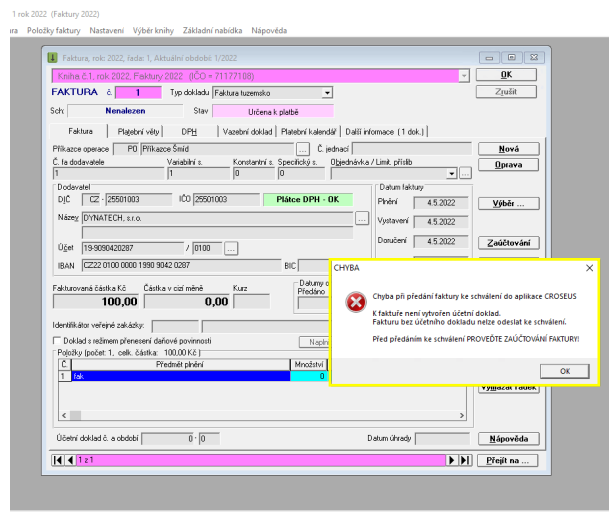 1 rok 2022 (Faktury 2022)
Položky faktury Nastavení Výběr knihy Základní nabídka Nápověda
Faktura, rok: 2022, řada: 1, Aktuální období: 1/2022
Kniha č.1, rok 2022, Faktury 2022 (IČO = 71177108)
OK
FAKTURA č. 1 Typ dokladu Faktura tuzemsko
Zrušit
Sch: Nenalezen Stav Určena k platbě
Faktura Platební věty DPH Vazební doklad Platební kalendář Další informace ( 1 dok.)
Příkazce operace P0 Příkazce Šmíd ... Č. jednací
Nová
Č. fa dodavatele Variabilní s. Konstantní s. Specifický s. Objednávka / Limit. příslib
Oprava
1 1 0 0 ...
Dodavatel Datum faktury
DIČ CZ - 25501003 IČO 25501003 Plátce DPH - OK Plnění 4.5.2022
Výběr ...
Název DYNATECH, s.r.o. ... Vystavení 4.5.2022
Účet 19-9090420287 / 0100 ... Doručení 4.5.2022
Zaúčtování
IBAN CZ22 0100 0000 1990 9042 0287 BIC
Fakturovaná částka Kč Částka v cizí měně Kurz Datumy o
Předáno
100,00 0,00
Identifikátor veřejné zakázky:
Doklad s režimem přenesení daňové povinnosti Napln
Položky (počet: 1, celk. částka: 100,00 Kč )
Č. Předmět plnění Množství
1 fak 0
CHYBA
Chyba při předání faktury ke schválení do aplikace CROSEUS
K faktuře není vytvořen účetní doklad.
Fakturu bez účetního dokladu nelze odeslat ke schválení.
Před předáním ke schválení PROVEĎTE ZAÚČTOVÁNÍ FAKTURY!
OK
Vymazat řádek
Účetní doklad č. a období 0 - 0 Datum úhrady
Nápověda
1 z 1
Přejít na ...